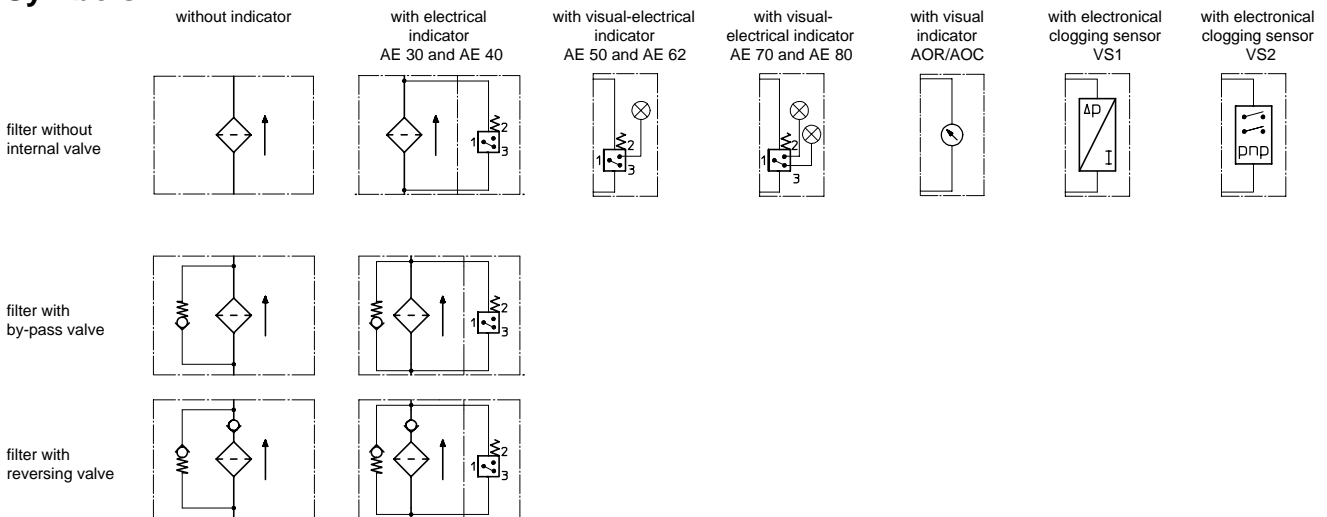 without indicator
with electrical
indicator
AE 30 and AE 40
with visual-electrical
indicator
AE 50 and AE 62
with visual-
electrical indicator
AE 70 and AE 80
with visual
indicator
AOR/AOC
with electronical
clogging sensor
VS1
with electronical
clogging sensor
VS2
filter without
internal valve
1
2
3
1
2
3
1
2
3
Δp
I
pnp
filter with
by-pass valve
1
2
3
filter with
reversing valve
1
2
3